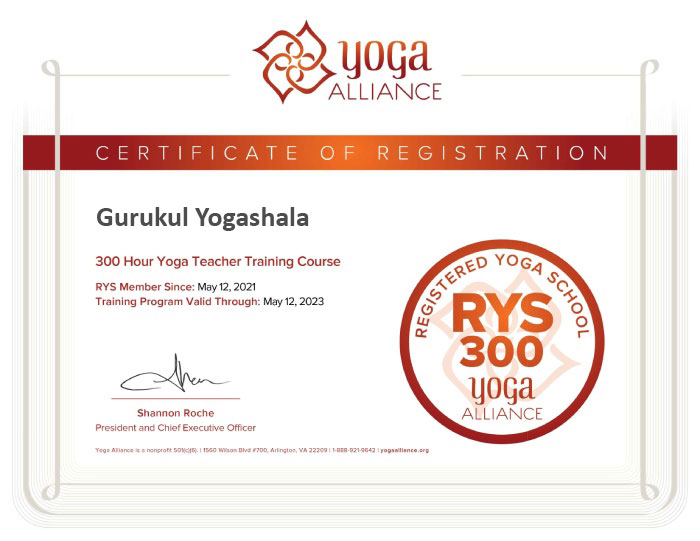 yoga
ALLIANCE
CERTIFICATE OF REGISTRATION
Gurukul Yogashala
300 Hour Yoga Teacher Training Course
RYS Member Since: May 12, 2021
Training Program Valid Through: May 12, 2023
Shannon Roche
President and Chief Executive Officer
Yoga Alliance is a nonprofit 501(c)(6). | 1560 Wilson Blvd #700, Arlington, VA 22209 | 1-888-921-9642 | yogaalliance.org
REGISTERED YOGA SCHOOL
RYS
300
yoga
ALLIANCE